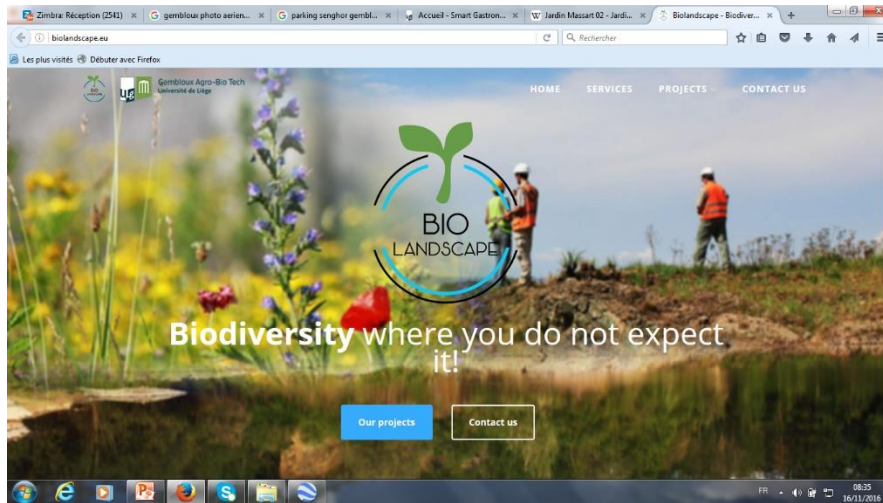 Zimbra: Réception (2541)
gembloux photo aerien...
parking senghor gembl...
Accueil - Smart Gastron...
Jardin Massart 02 - Jardi...
Biolandscape - Biodiver...
biolandscape.eu
Rechercher
Les plus visités
Débuter avec Firefox
BIO
ULg
Gembloux Agro-Bio Tech
Université de Liège
HOME
SERVICES
PROJECTS
CONTACT US
BIO
LANDSCAPE
Biodiversity where you do not expect
it!
Our projects
Contact us
FR
08:35
16/11/2016